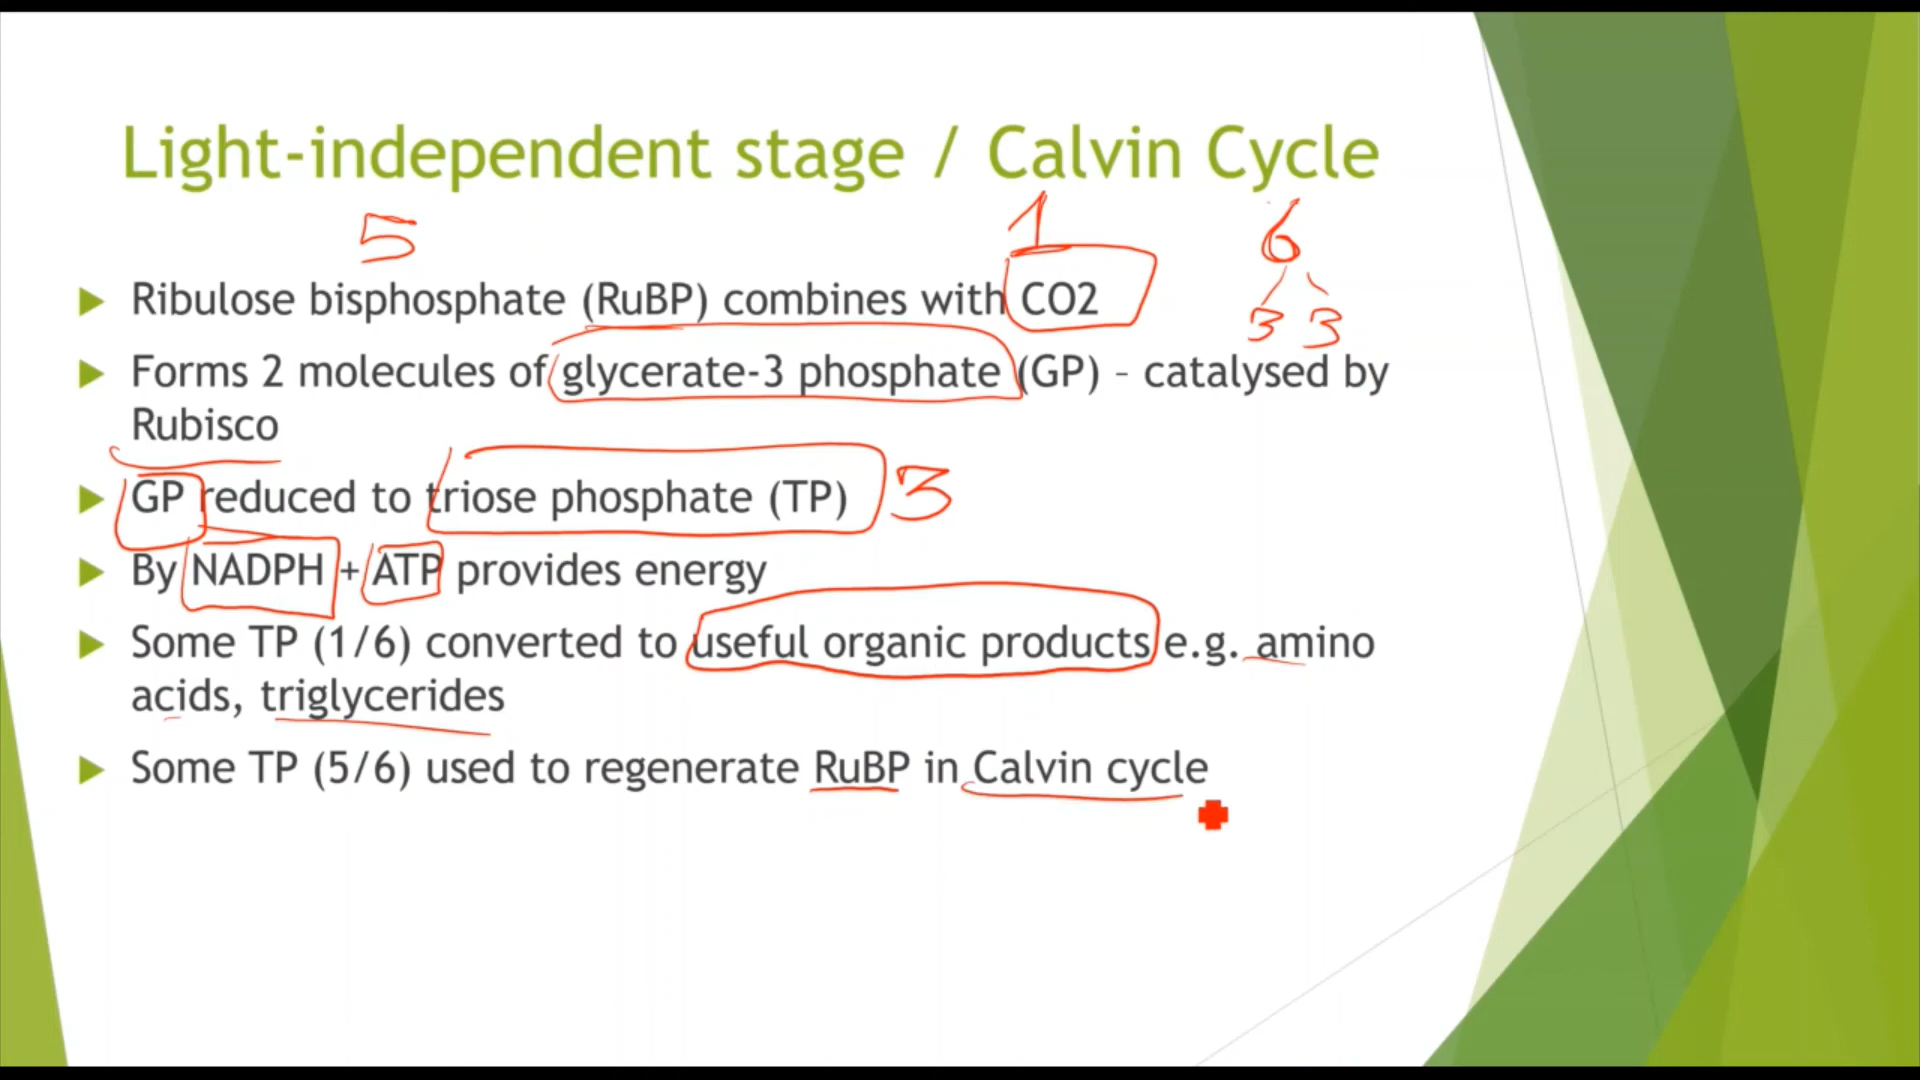 Light-independent stage / Calvin Cycle
5 1 6
Ribulose bisphosphate (RuBP) combines with CO2
3 3
Forms 2 molecules of glycerate-3 phosphate (GP) – catalysed by
Rubisco
GP reduced to triose phosphate (TP) 3
By NADPH + ATP provides energy
Some TP (1/6) converted to useful organic products e.g. amino
acids, triglycerides
Some TP (5/6) used to regenerate RuBP in Calvin cycle